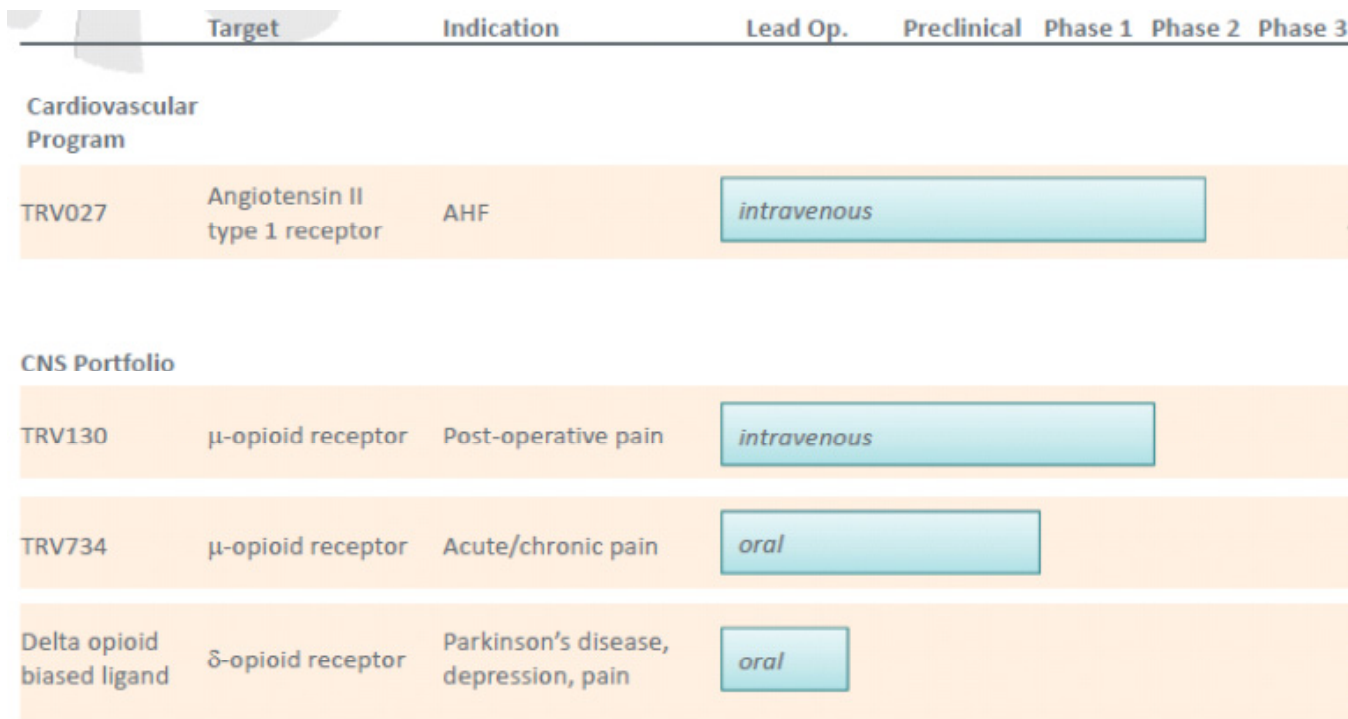 Target Indication Lead Op. Preclinical Phase 1 Phase 2 Phase 3
Cardiovascular
Program
TRV027
Angiotensin II
type 1 receptor
AHF
intravenous
CNS Portfolio
TRV130
μ-opioid receptor
Post-operative pain
intravenous
TRV734
μ-opioid receptor
Acute/chronic pain
oral
Delta opioid
biased ligand
δ-opioid receptor
Parkinson’s disease,
depression, pain
oral